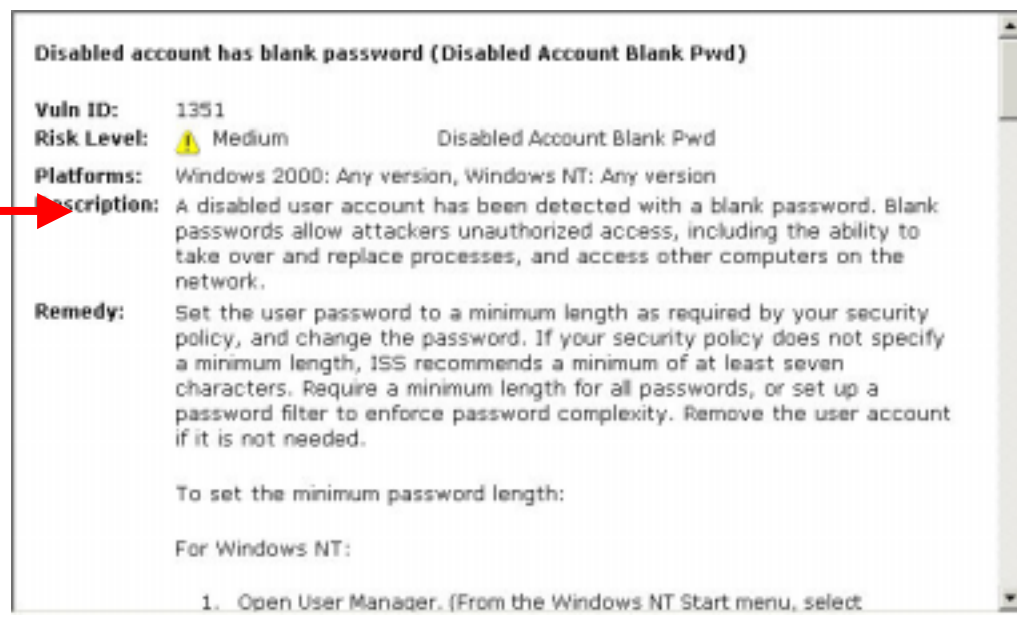 Disabled account has blank password (Disabled Account Blank Pwd)
Vuln ID: 1351
Risk Level: Medium Disabled Account Blank Pwd
Platforms: Windows 2000: Any version, Windows NT: Any version
Description: A disabled user account has been detected with a blank password. Blank
passwords allow attackers unauthorized access, including the ability to
take over and replace processes, and access other computers on the
network.
Remedy: Set the user password to a minimum length as required by your security
policy, and change the password. If your security policy does not specify
a minimum length, ISS recommends a minimum of at least seven
characters. Require a minimum length for all passwords, or set up a
password filter to enforce password complexity. Remove the user account
if it is not needed.
To set the minimum password length:
For Windows NT:
1. Open User Manager. (From the Windows NT Start menu, select